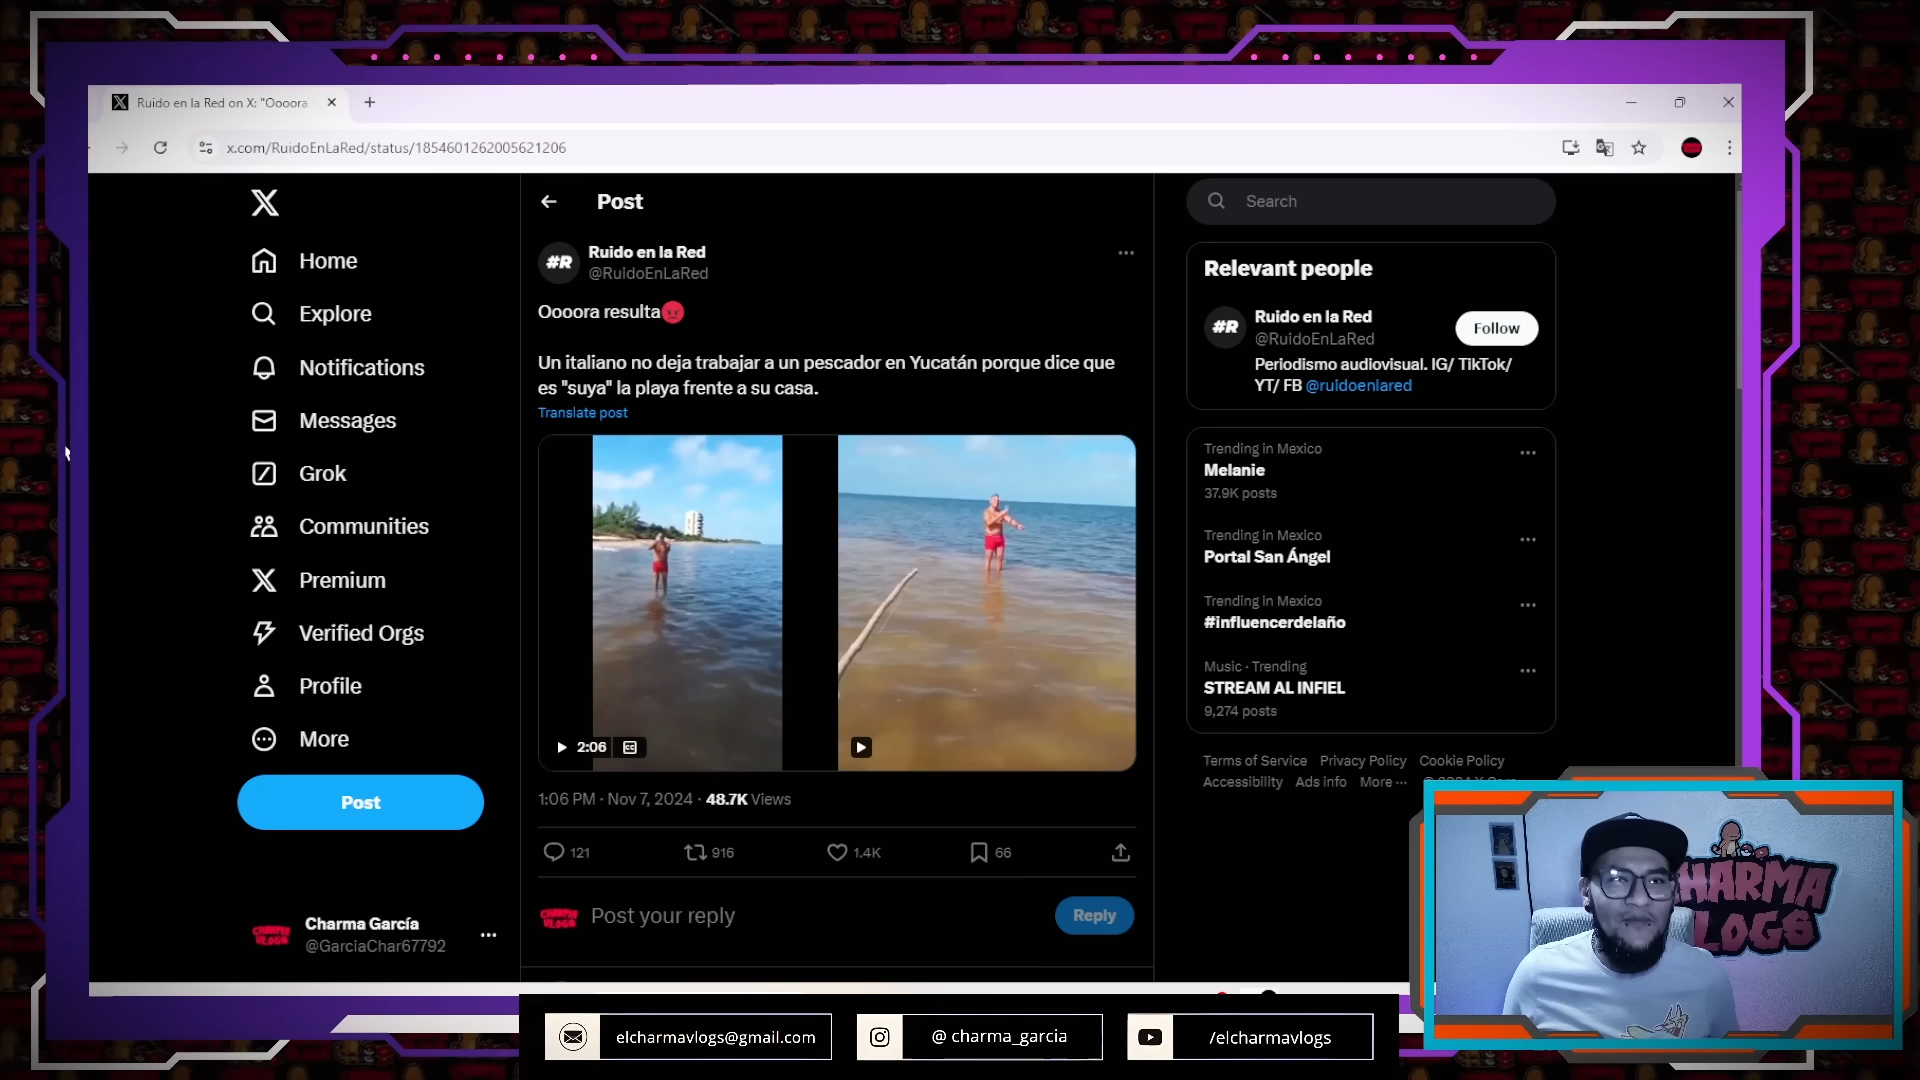 Ruido en la Red on X: "Oooora
x.com/RuidoEnLaRed/status/1854601262005621206
Home
Explore
Notifications
Messages
Grok
Communities
Premium
Verified Orgs
Profile
More
Post
Charma García
@GarciaChar67792
Post
#R
Ruido en la Red
@RuidoEnLaRed
Oooora resulta😡
Un italiano no deja trabajar a un pescador en Yucatán porque dice que
es "suya" la playa frente a su casa.
Translate post
2:06
CC
1:06 PM · Nov 7, 2024 · 48.7K Views
121
916
1.4K
66
CHARMA
VLOGS
Post your reply
Reply
Search
Relevant people
#R
Ruido en la Red
@RuidoEnLaRed
Follow
Periodismo audiovisual. IG/ TikTok/
YT/ FB @ruidoenlared
Trending in Mexico
Melanie
37.9K posts
Trending in Mexico
Portal San Ángel
Trending in Mexico
#influencerdelaño
Music · Trending
STREAM AL INFIEL
9,274 posts
Terms of Service Privacy Policy Cookie Policy
Accessibility Ads info More ···
CHARMA
VLOGS
elcharmavlogs@gmail.com
@ charma_garcia
/elcharmavlogs